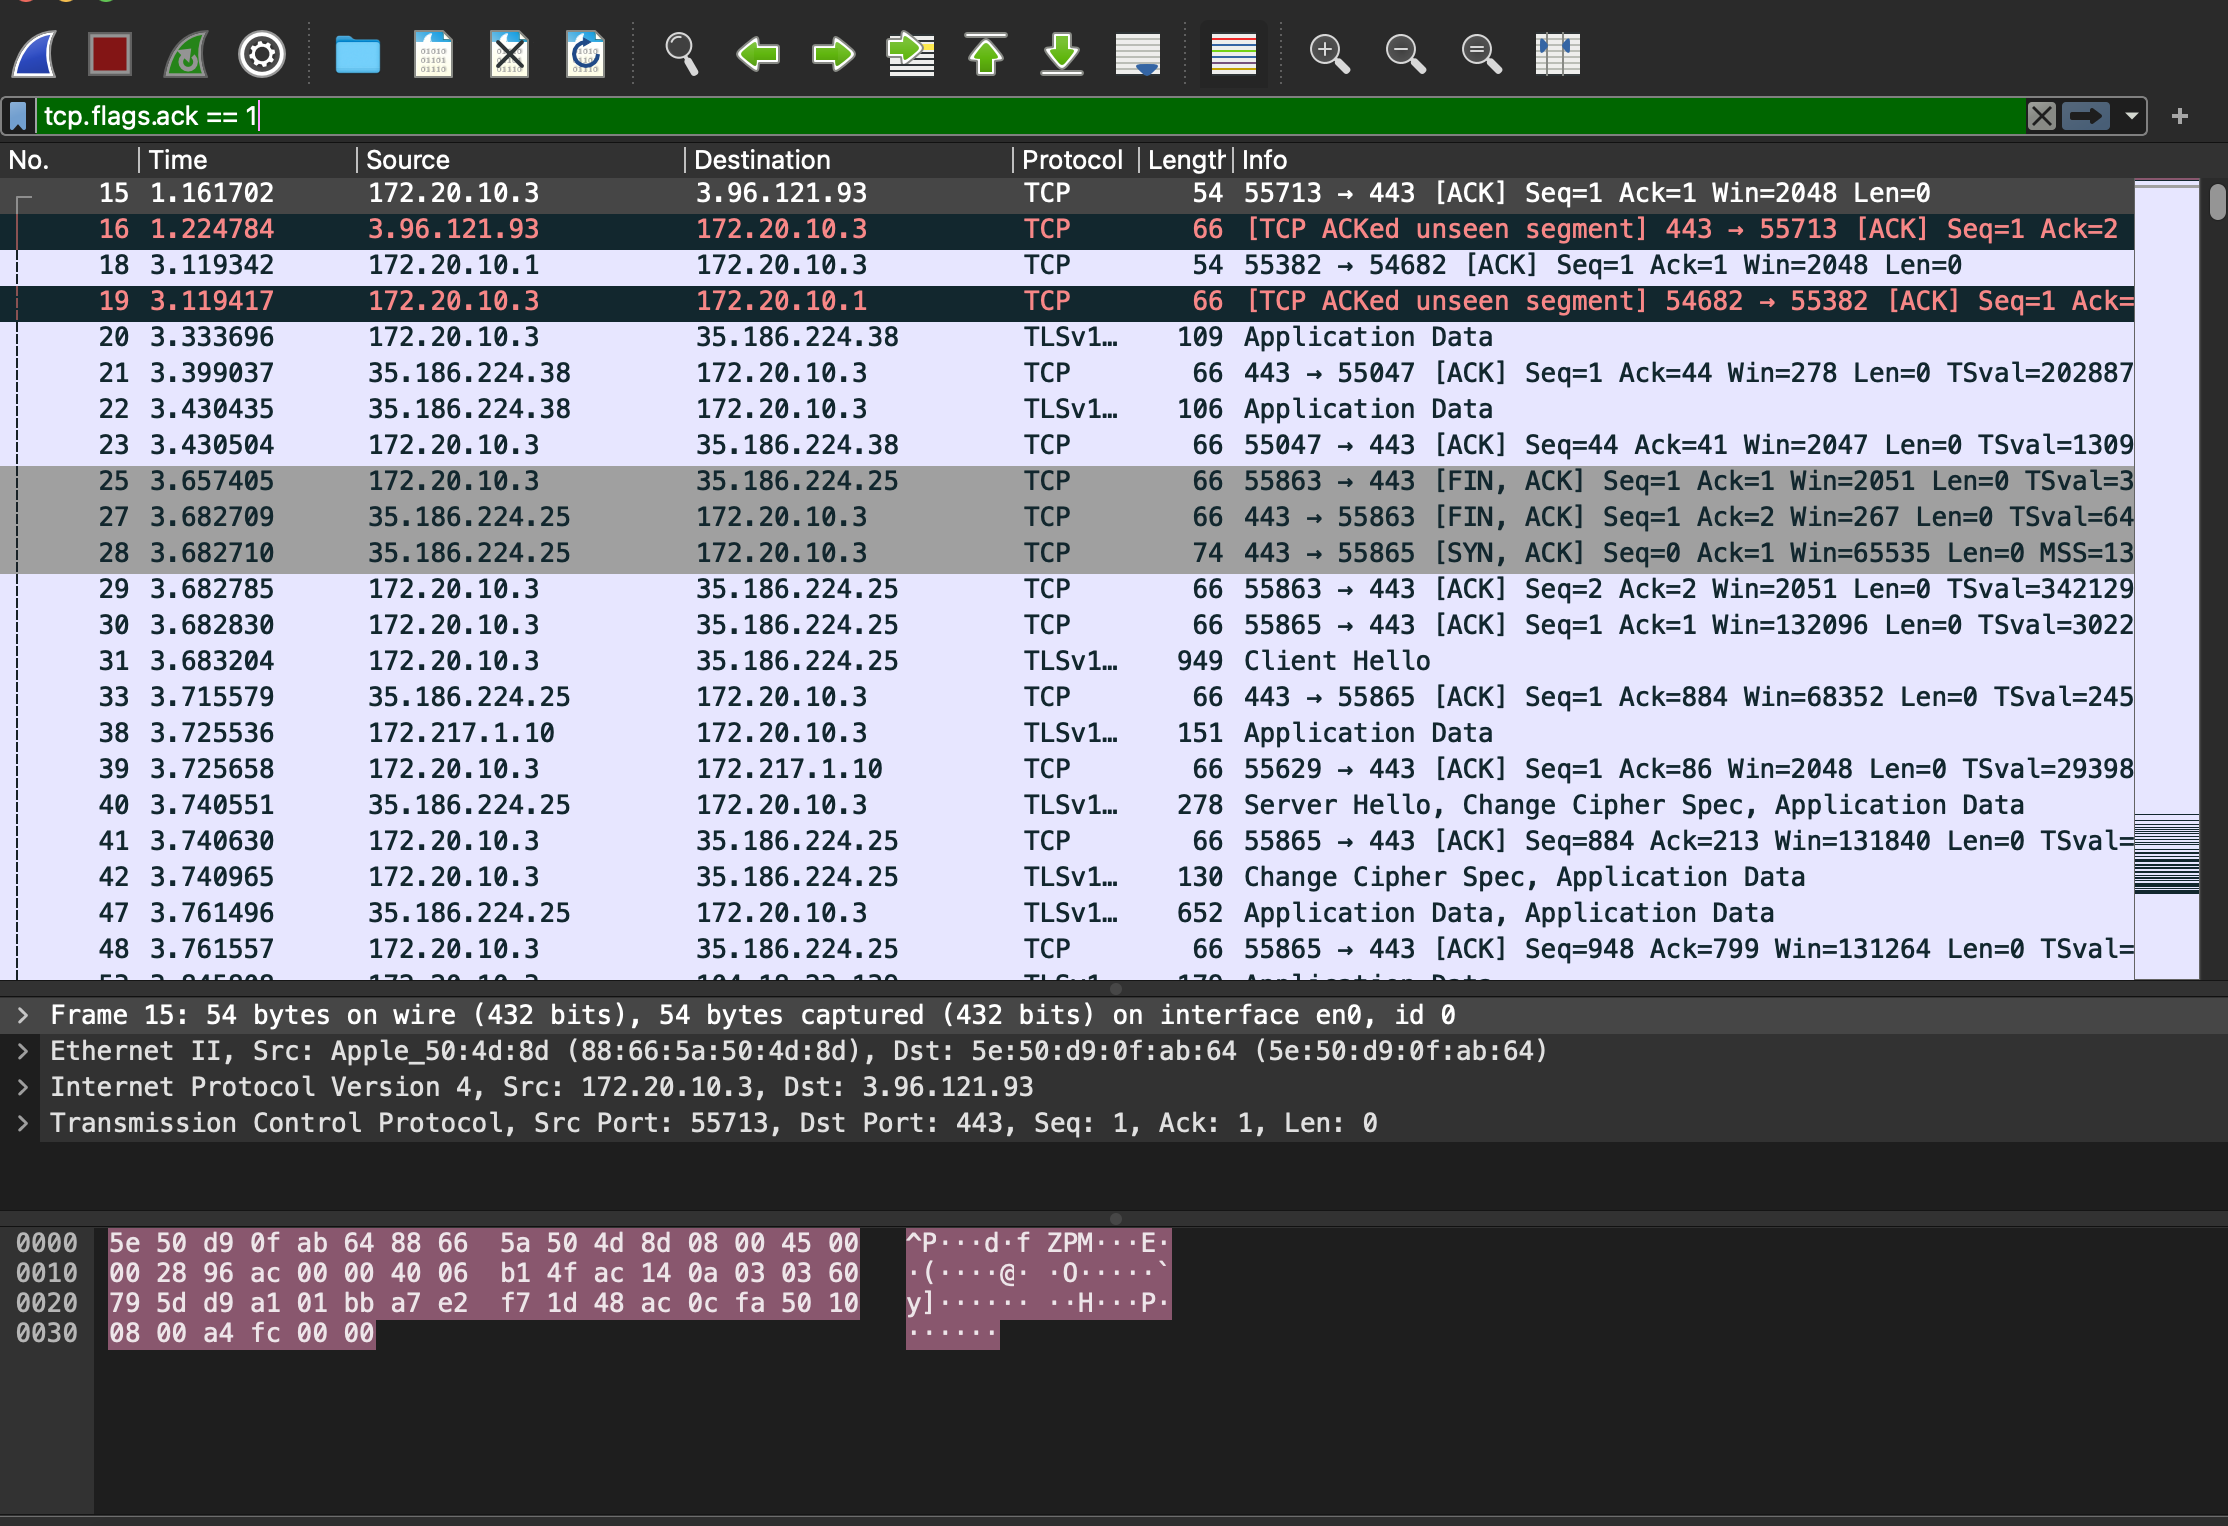 tcp.flags.ack == 1
No. Time Source Destination Protocol Length Info
15 1.161702 172.20.10.3 3.96.121.93 TCP 54 55713 → 443 [ACK] Seq=1 Ack=1 Win=2048 Len=0
16 1.224784 3.96.121.93 172.20.10.3 TCP 66 [TCP ACKed unseen segment] 443 → 55713 [ACK] Seq=1 Ack=2
18 3.119342 172.20.10.1 172.20.10.3 TCP 54 55382 → 54682 [ACK] Seq=1 Ack=1 Win=2048 Len=0
19 3.119417 172.20.10.3 172.20.10.1 TCP 66 [TCP ACKed unseen segment] 54682 → 55382 [ACK] Seq=1 Ack=
20 3.333696 172.20.10.3 35.186.224.38 TLSv1… 109 Application Data
21 3.399037 35.186.224.38 172.20.10.3 TCP 66 443 → 55047 [ACK] Seq=1 Ack=44 Win=278 Len=0 TSval=202887
22 3.430435 35.186.224.38 172.20.10.3 TLSv1… 106 Application Data
23 3.430504 172.20.10.3 35.186.224.38 TCP 66 55047 → 443 [ACK] Seq=44 Ack=41 Win=2047 Len=0 TSval=1309
25 3.657405 172.20.10.3 35.186.224.25 TCP 66 55863 → 443 [FIN, ACK] Seq=1 Ack=1 Win=2051 Len=0 TSval=3
27 3.682709 35.186.224.25 172.20.10.3 TCP 66 443 → 55863 [FIN, ACK] Seq=1 Ack=2 Win=267 Len=0 TSval=64
28 3.682710 35.186.224.25 172.20.10.3 TCP 74 443 → 55865 [SYN, ACK] Seq=0 Ack=1 Win=65535 Len=0 MSS=13
29 3.682785 172.20.10.3 35.186.224.25 TCP 66 55863 → 443 [ACK] Seq=2 Ack=2 Win=2051 Len=0 TSval=342129
30 3.682830 172.20.10.3 35.186.224.25 TCP 66 55865 → 443 [ACK] Seq=1 Ack=1 Win=132096 Len=0 TSval=3022
31 3.683204 172.20.10.3 35.186.224.25 TLSv1… 949 Client Hello
33 3.715579 35.186.224.25 172.20.10.3 TCP 66 443 → 55865 [ACK] Seq=1 Ack=884 Win=68352 Len=0 TSval=245
38 3.725536 172.217.1.10 172.20.10.3 TLSv1… 151 Application Data
39 3.725658 172.20.10.3 172.217.1.10 TCP 66 55629 → 443 [ACK] Seq=1 Ack=86 Win=2048 Len=0 TSval=29398
40 3.740551 35.186.224.25 172.20.10.3 TLSv1… 278 Server Hello, Change Cipher Spec, Application Data
41 3.740630 172.20.10.3 35.186.224.25 TCP 66 55865 → 443 [ACK] Seq=884 Ack=213 Win=131840 Len=0 TSval=
42 3.740965 172.20.10.3 35.186.224.25 TLSv1… 130 Change Cipher Spec, Application Data
47 3.761496 35.186.224.25 172.20.10.3 TLSv1… 652 Application Data, Application Data
48 3.761557 172.20.10.3 35.186.224.25 TCP 66 55865 → 443 [ACK] Seq=948 Ack=799 Win=131264 Len=0 TSval=
Frame 15: 54 bytes on wire (432 bits), 54 bytes captured (432 bits) on interface en0, id 0
Ethernet II, Src: Apple_50:4d:8d (88:66:5a:50:4d:8d), Dst: 5e:50:d9:0f:ab:64 (5e:50:d9:0f:ab:64)
Internet Protocol Version 4, Src: 172.20.10.3, Dst: 3.96.121.93
Transmission Control Protocol, Src Port: 55713, Dst Port: 443, Seq: 1, Ack: 1, Len: 0
0000 5e 50 d9 0f ab 64 88 66 5a 50 4d 8d 08 00 45 00 ^P···d·f ZPM···E·
0010 00 28 96 ac 00 00 40 06 b1 4f ac 14 0a 03 03 60 ·(····@· ·O·····`
0020 79 5d d9 a1 01 bb a7 e2 f7 1d 48 ac 0c fa 50 10 y]······ ··H···P·
0030 08 00 a4 fc 00 00 ······